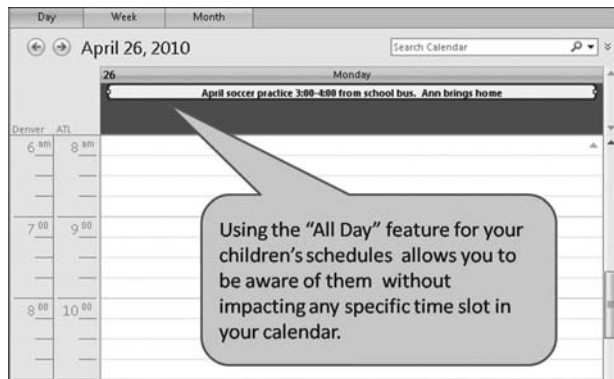 Day Week Month
April 26, 2010 Search Calendar
26 Monday
April soccer practice 3:00-4:00 from school bus. Ann brings home
Denver ATL
6 am 8 am
7 00 9 00
8 00 10 00
Using the “All Day” feature for your
children’s schedules allows you to
be aware of them without
impacting any specific time slot in
your calendar.